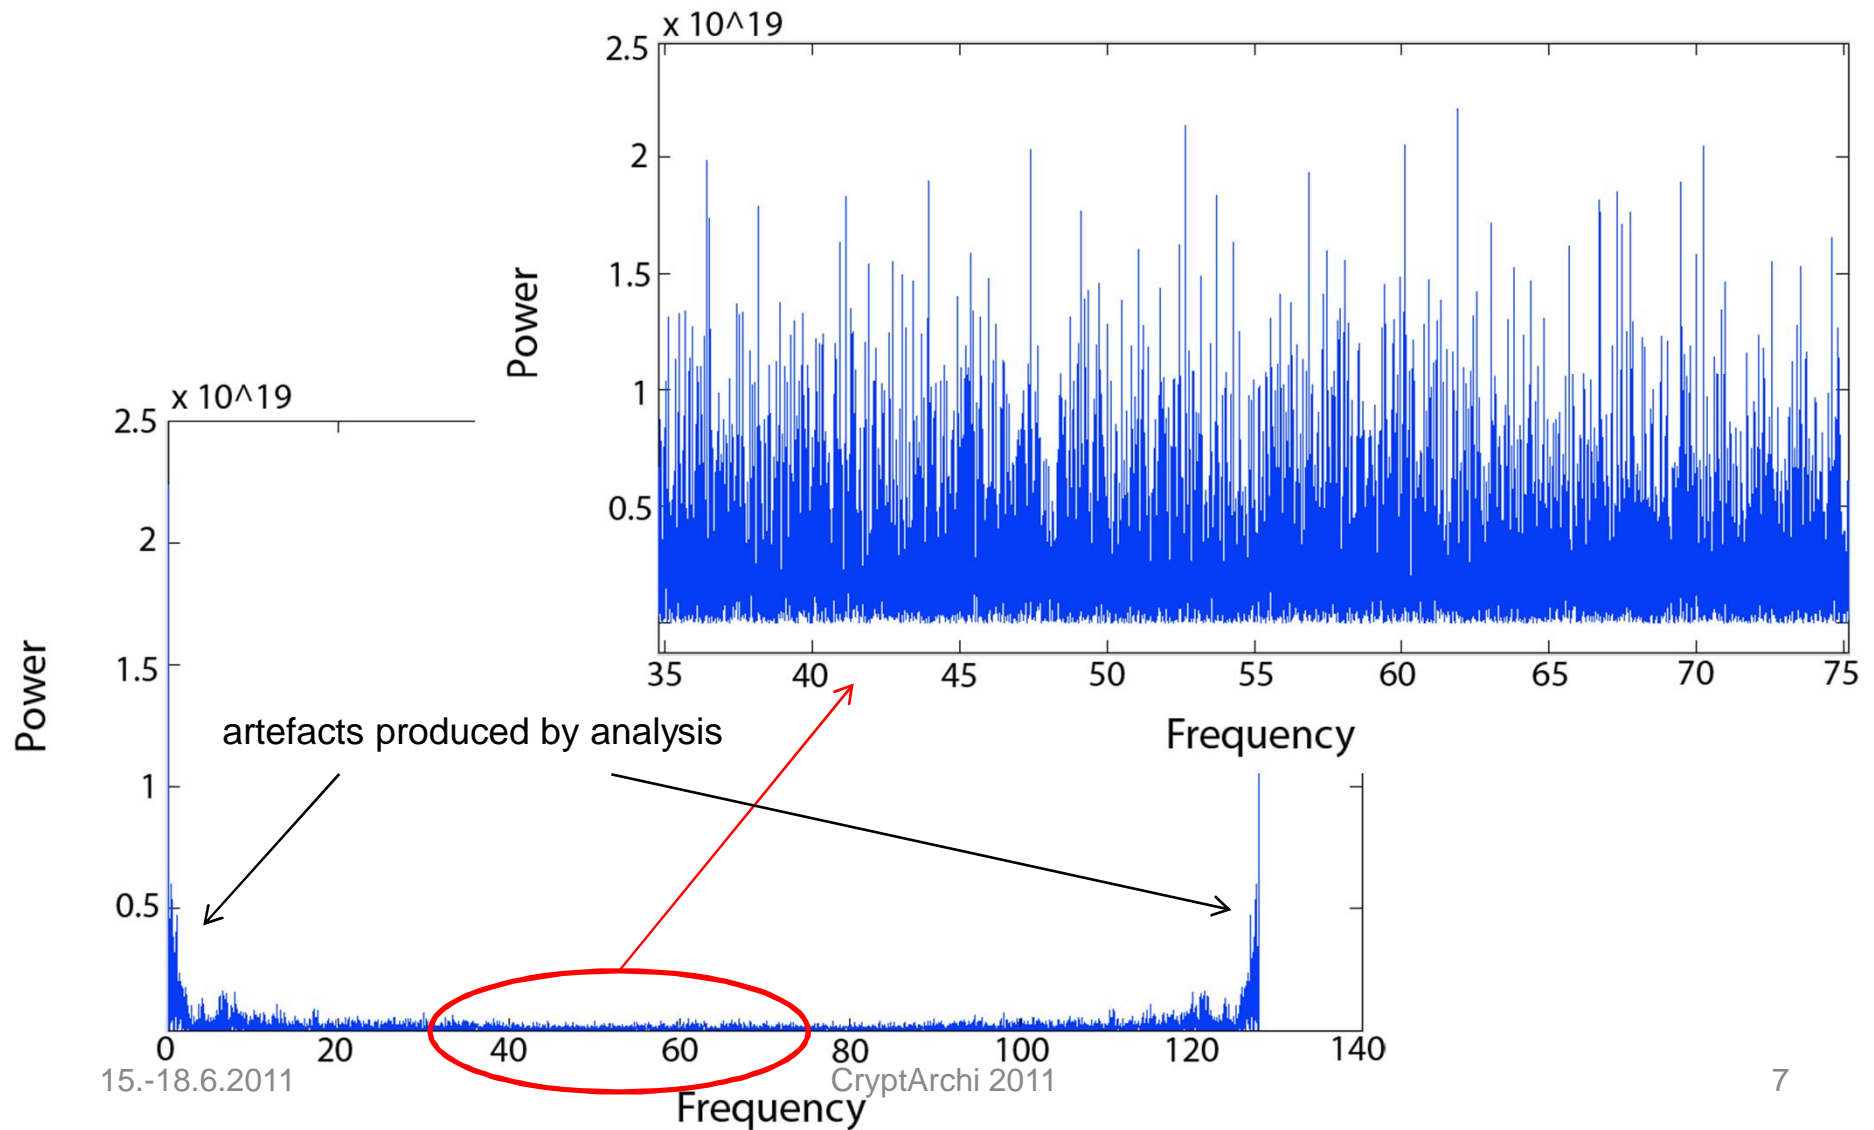 x 10^19
2.5
2
1.5
1
0.5
Power
35 40 45 50 55 60 65 70 75
Frequency
x 10^19
2.5
2
1.5
1
0.5
Power
artefacts produced by analysis
0 20 40 60 80 100 120 140
Frequency
15.-18.6.2011
CryptArchi 2011
7